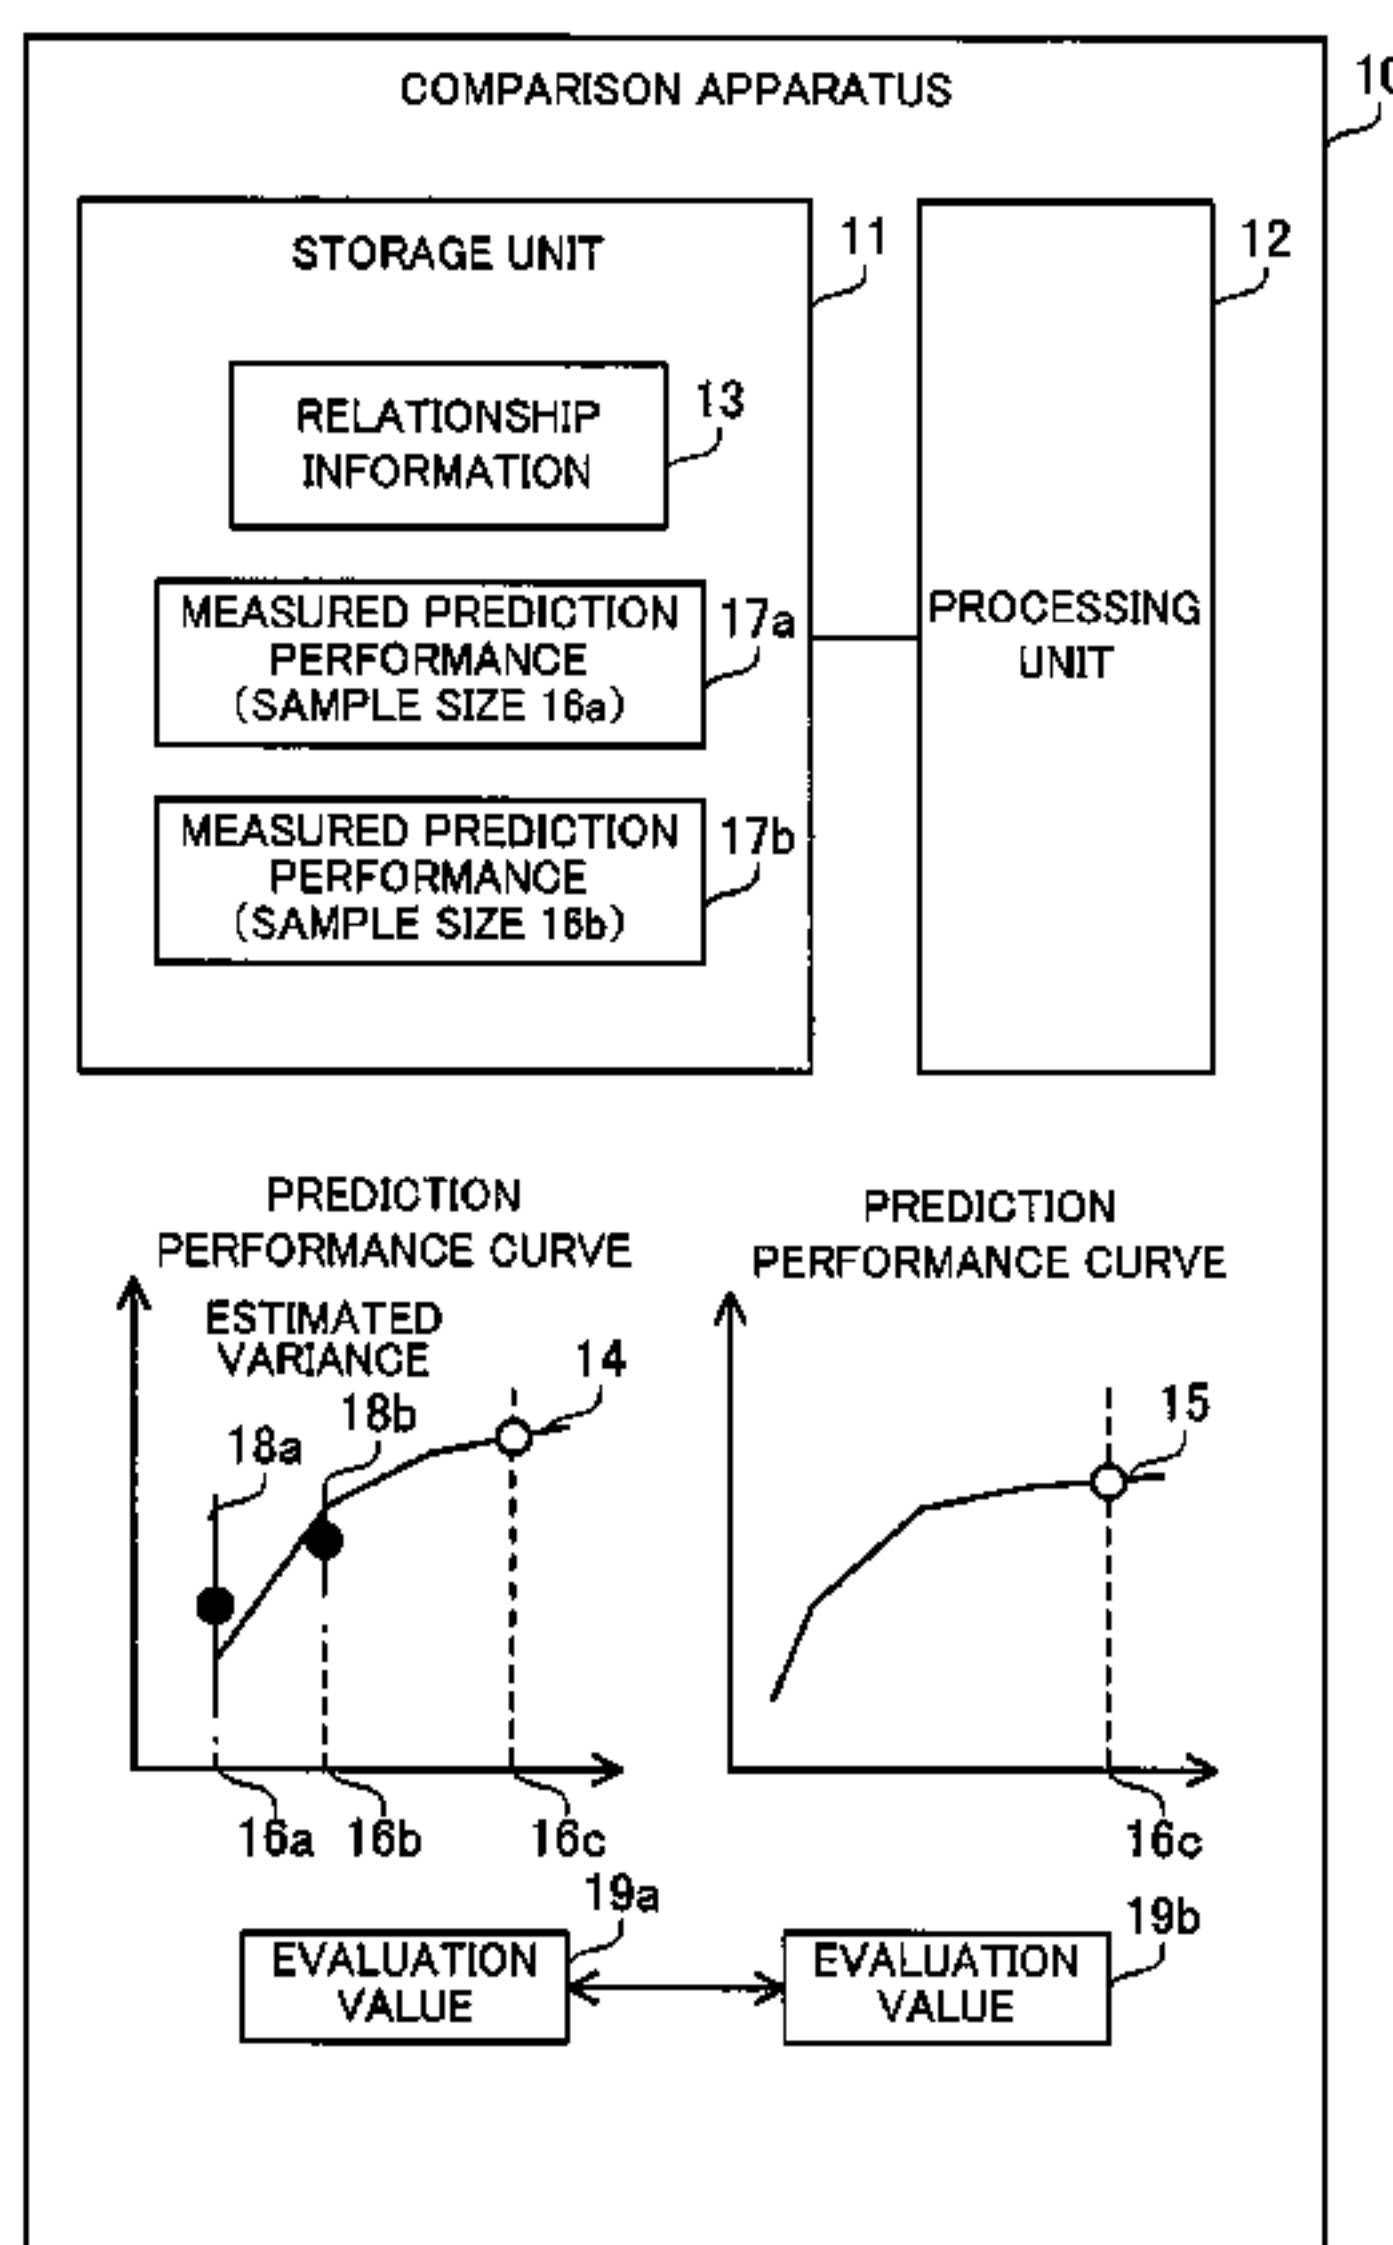 COMPARISON APPARATUS
10
STORAGE UNIT
11
12
RELATIONSHIP
INFORMATION
13
MEASURED PREDICTION
PERFORMANCE
(SAMPLE SIZE 16a)
17a
PROCESSING
UNIT
MEASURED PREDICTION
PERFORMANCE
(SAMPLE SIZE 16b)
17b
PREDICTION
PERFORMANCE CURVE
ESTIMATED
VARIANCE
14
18b
18a
16a
16b
16c
PREDICTION
PERFORMANCE CURVE
15
16c
19a
EVALUATION
VALUE
19b
EVALUATION
VALUE